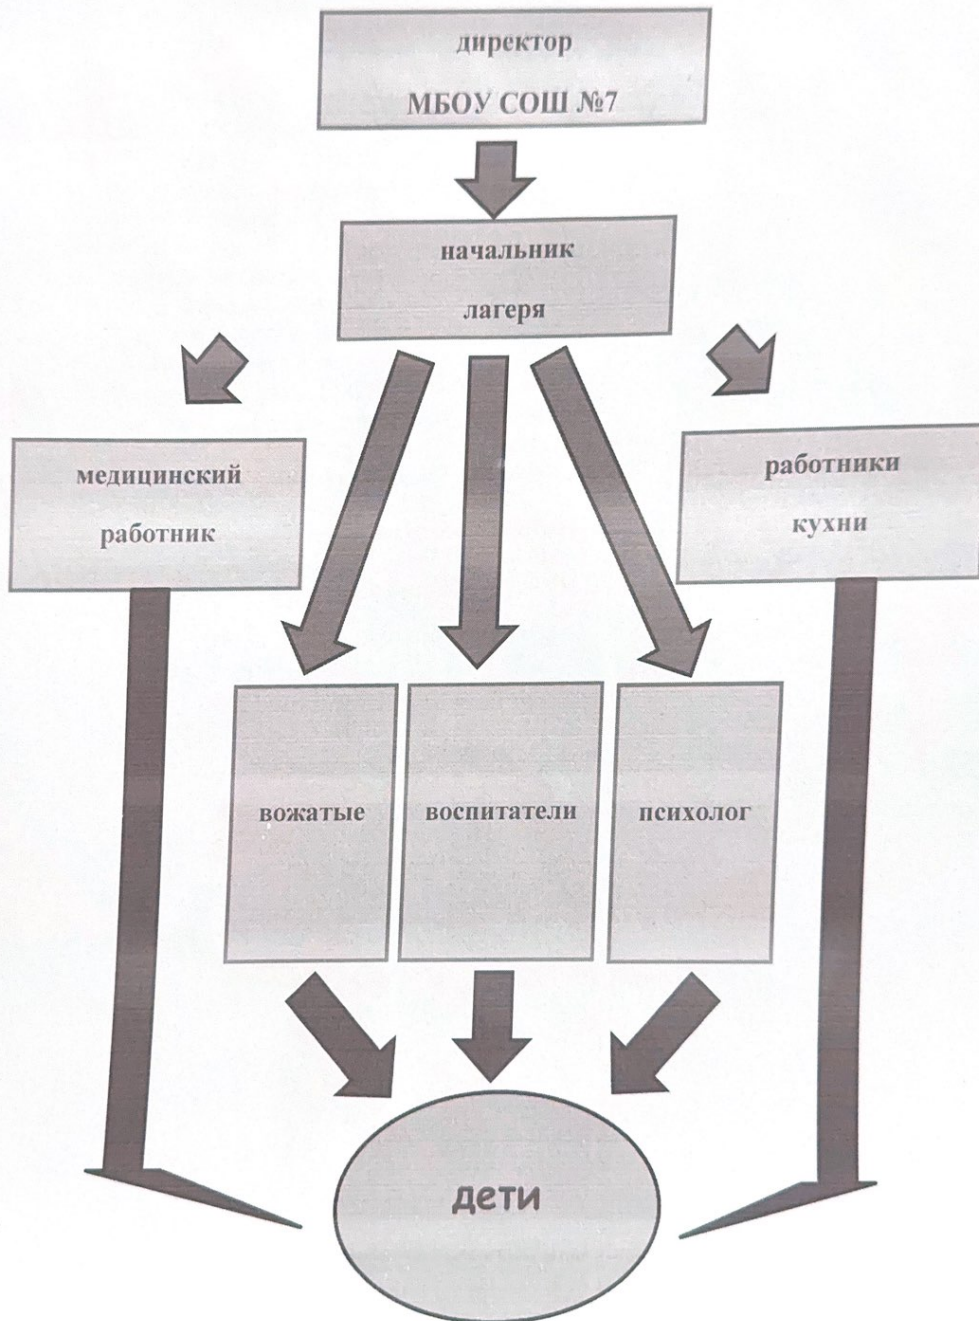 директор
МБОУ СОШ №7
начальник
лагеря
медицинский
работник
работники
кухни
вожатые
воспитатели
психолог
дети